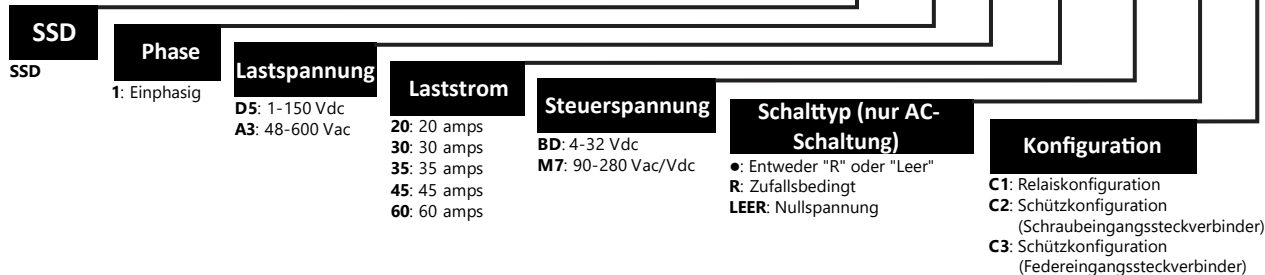 SSD
SSD
Phase
1: Einphasig
Lastspannung
D5: 1-150 Vdc
A3: 48-600 Vac
Laststrom
20: 20 amps
30: 30 amps
35: 35 amps
45: 45 amps
60: 60 amps
Steuerspannung
BD: 4-32 Vdc
M7: 90-280 Vac/Vdc
Schalttyp (nur AC-
Schaltung)
●: Entweder "R" oder "Leer"
R: Zufallsbedingt
LEER: Nullspannung
Konfiguration
C1: Relaiskonfiguration
C2: Schützkonfiguration
(Schraubeingangssteckverbinder)
C3: Schützkonfiguration
(Federeingangssteckverbinder)